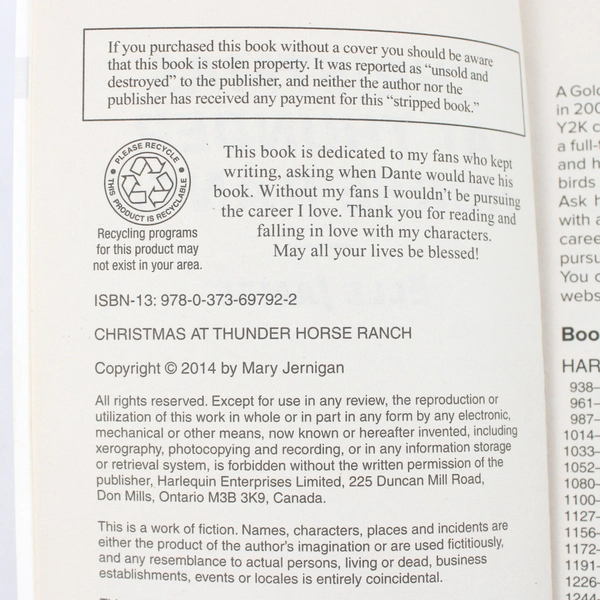 If you purchased this book without a cover you should be aware
that this book is stolen property. It was reported as "unsold and
destroyed" to the publisher, and neither the author nor the
publisher has received any payment for this "stripped book."
PLEASE RECYCLE
THIS PRODUCT IS RECYCLABLE
Recycling programs
for this product may
not exist in your area.
This book is dedicated to my fans who kept
writing, asking when Dante would have his
book. Without my fans I wouldn't be pursuing
the career I love. Thank you for reading and
falling in love with my characters.
May all your lives be blessed!
ISBN-13: 978-0-373-69792-2
CHRISTMAS AT THUNDER HORSE RANCH
Copyright © 2014 by Mary Jernigan
All rights reserved. Except for use in any review, the reproduction or
utilization of this work in whole or in part in any form by any electronic,
mechanical or other means, now known or hereafter invented, including
xerography, photocopying and recording, or in any information storage
or retrieval system, is forbidden without the written permission of the
publisher, Harlequin Enterprises Limited, 225 Duncan Mill Road,
Don Mills, Ontario M3B 3K9, Canada.
This is a work of fiction. Names, characters, places and incidents are
either the product of the author's imagination or are used fictitiously,
and any resemblance to actual persons, living or dead, business
establishments, events or locales is entirely coincidental.
A Gol
in 200
Y2K c
a full-
and h
birds
Ask h
with a
caree
pursu
You c
webs
Boo
HAR
938–
961–
987–
1014–
1033–
1052–
1080–
1100–
1127–
1156–
1172–
1191–
1226–
1244–